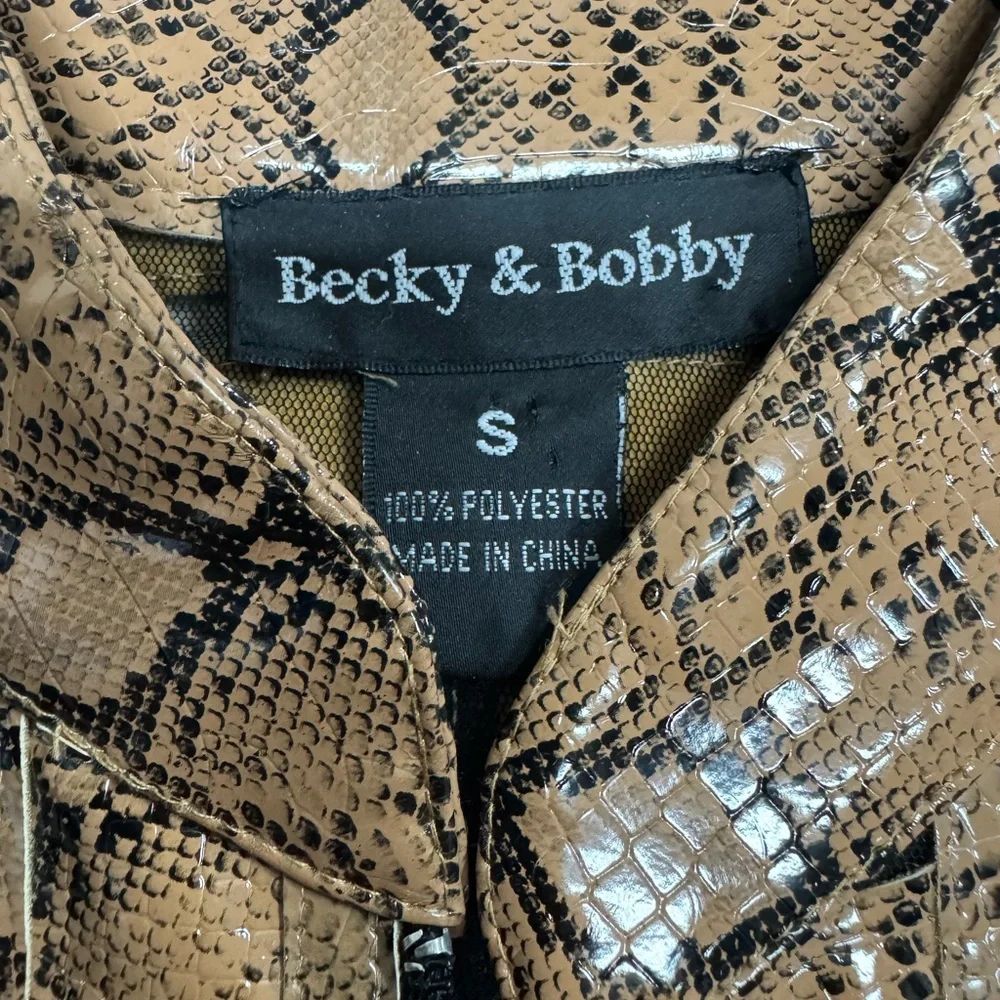 Becky & Bobby
S
100% POLYESTER
MADE IN CHINA